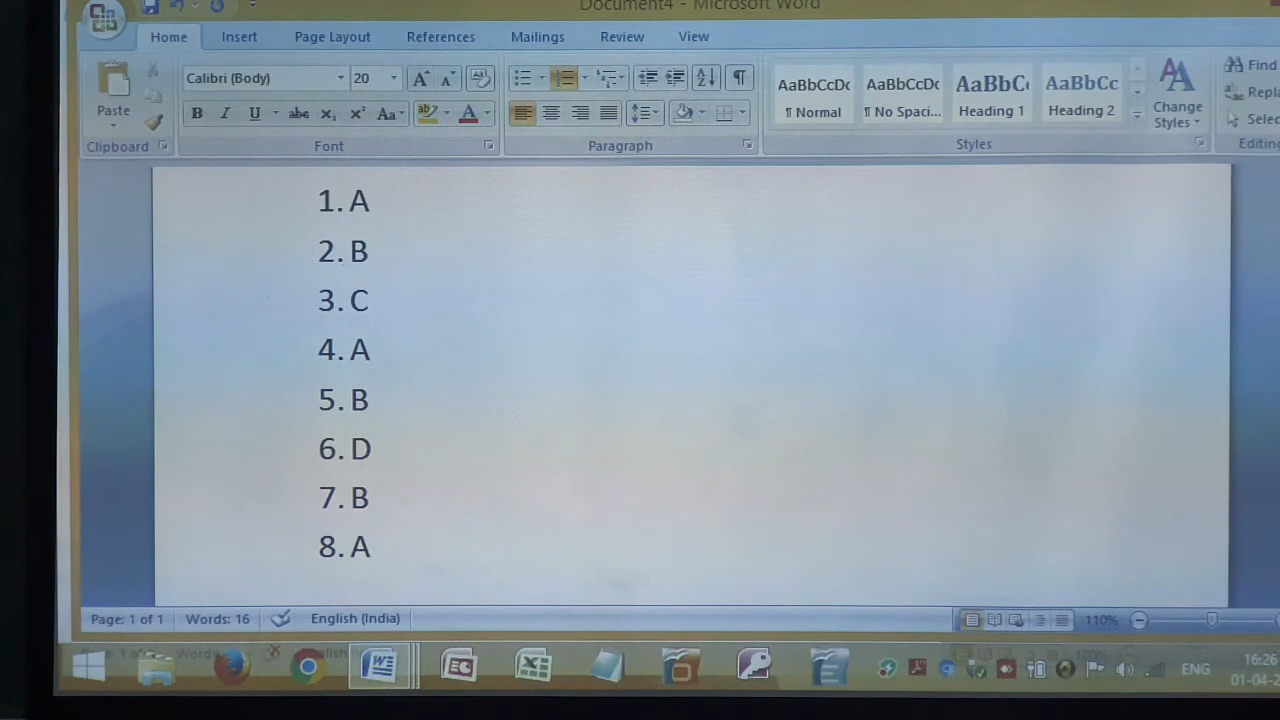 Document4 - Microsoft Word
Home Insert Page Layout References Mailings Review View
Calibri (Body) 20
AaBbCcDc AaBbCcDc AaBbCc AaBbCc
Paste
¶ Normal ¶ No Spaci... Heading 1 Heading 2
Change Styles
Find
Clipboard Font Paragraph Styles Editing
1. A
2. B
3. C
4. A
5. B
6. D
7. B
8. A
Page: 1 of 1 Words: 16 English (India) 110%
ENG
16:26